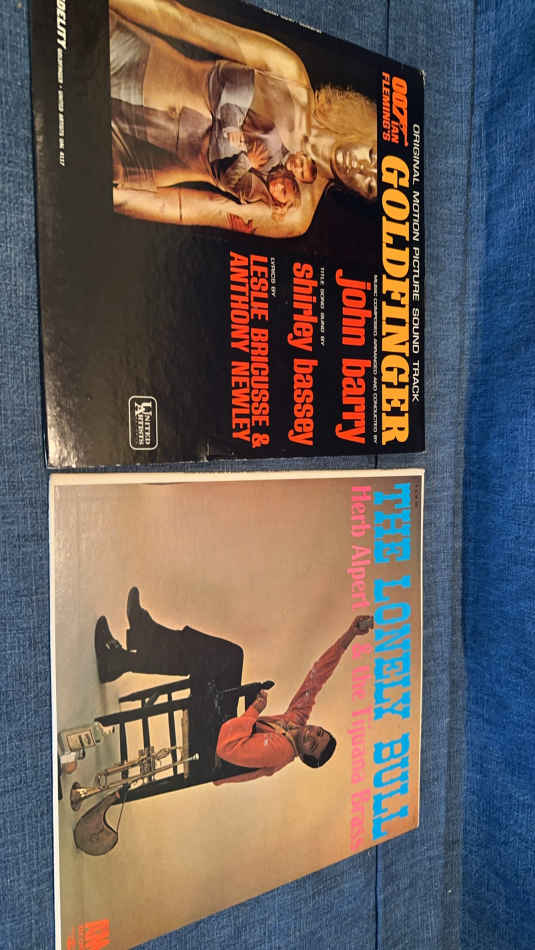 ORIGINAL MOTION PICTURE SOUND TRACK
007
IAN
FLEMING'S
GOLDFINGER
MUSIC COMPOSED, ARRANGED AND CONDUCTED BY
john barry
TITLE SONG SUNG BY
shirley bassey
LYRICS BY
LESLIE BRICUSSE &
ANTHONY NEWLEY
UNITED
ARTISTS
THE LONELY BULL
Herb Alpert & the Tijuana Brass